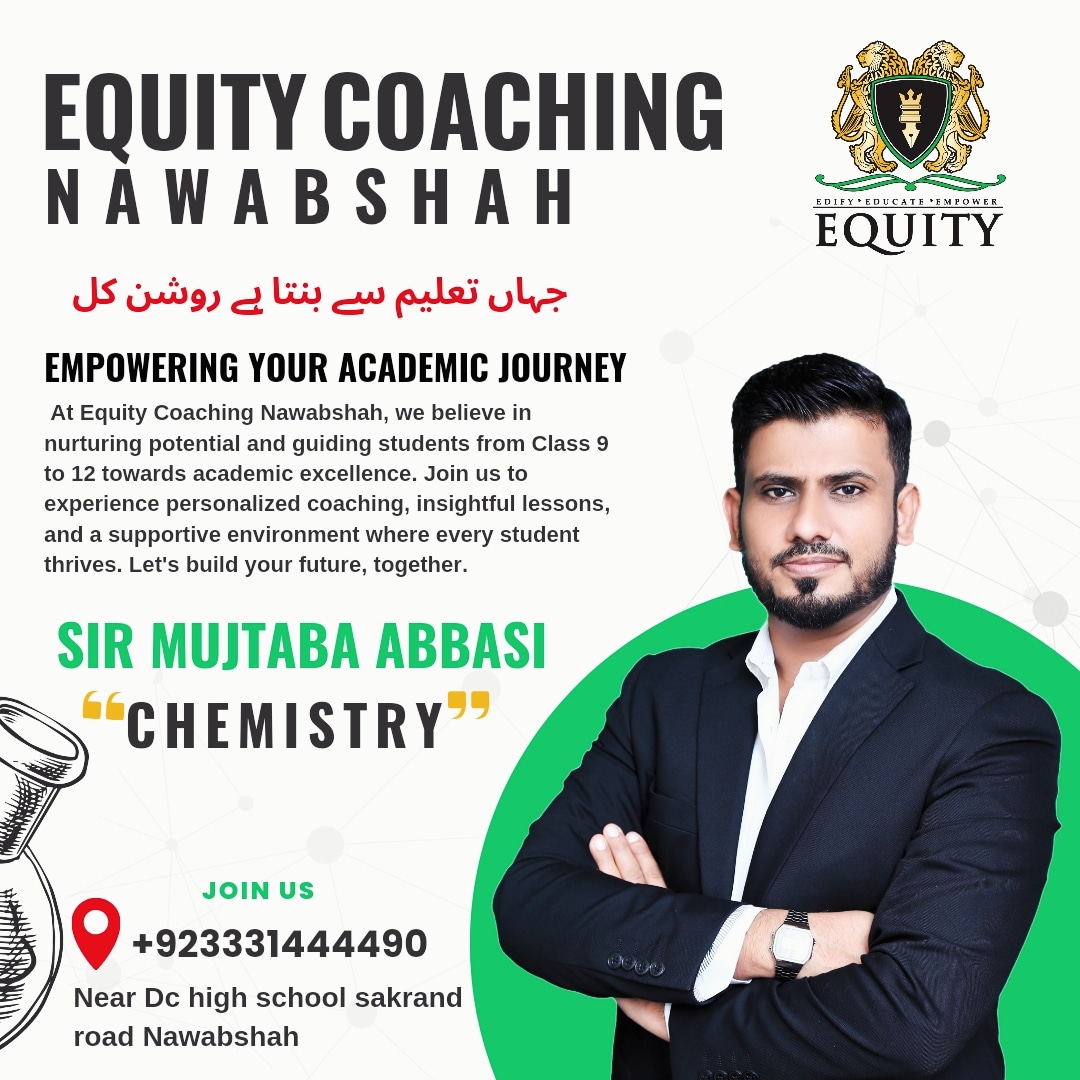 EQUITY COACHING
NAWABSHAH
EDIFY * EDUCATE * EMPOWER
EQUITY
جہاں تعلیم سے بنتا ہے روشن کل
EMPOWERING YOUR ACADEMIC JOURNEY
At Equity Coaching Nawabshah, we believe in
nurturing potential and guiding students from Class 9
to 12 towards academic excellence. Join us to
experience personalized coaching, insightful lessons,
and a supportive environment where every student
thrives. Let's build your future, together.
SIR MUJTABA ABBASI
“CHEMISTRY”
JOIN US
+923331444490
Near Dc high school sakrand
road Nawabshah